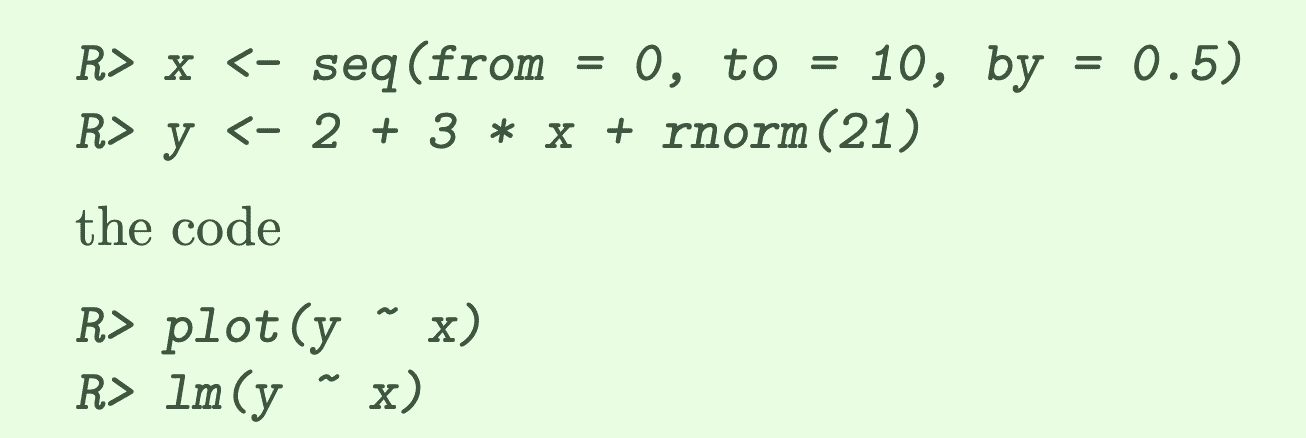 R> x <- seq(from = 0, to = 10, by = 0.5)
R> y <- 2 + 3 * x + rnorm(21)
the code
R> plot(y ~ x)
R> lm(y ~ x)